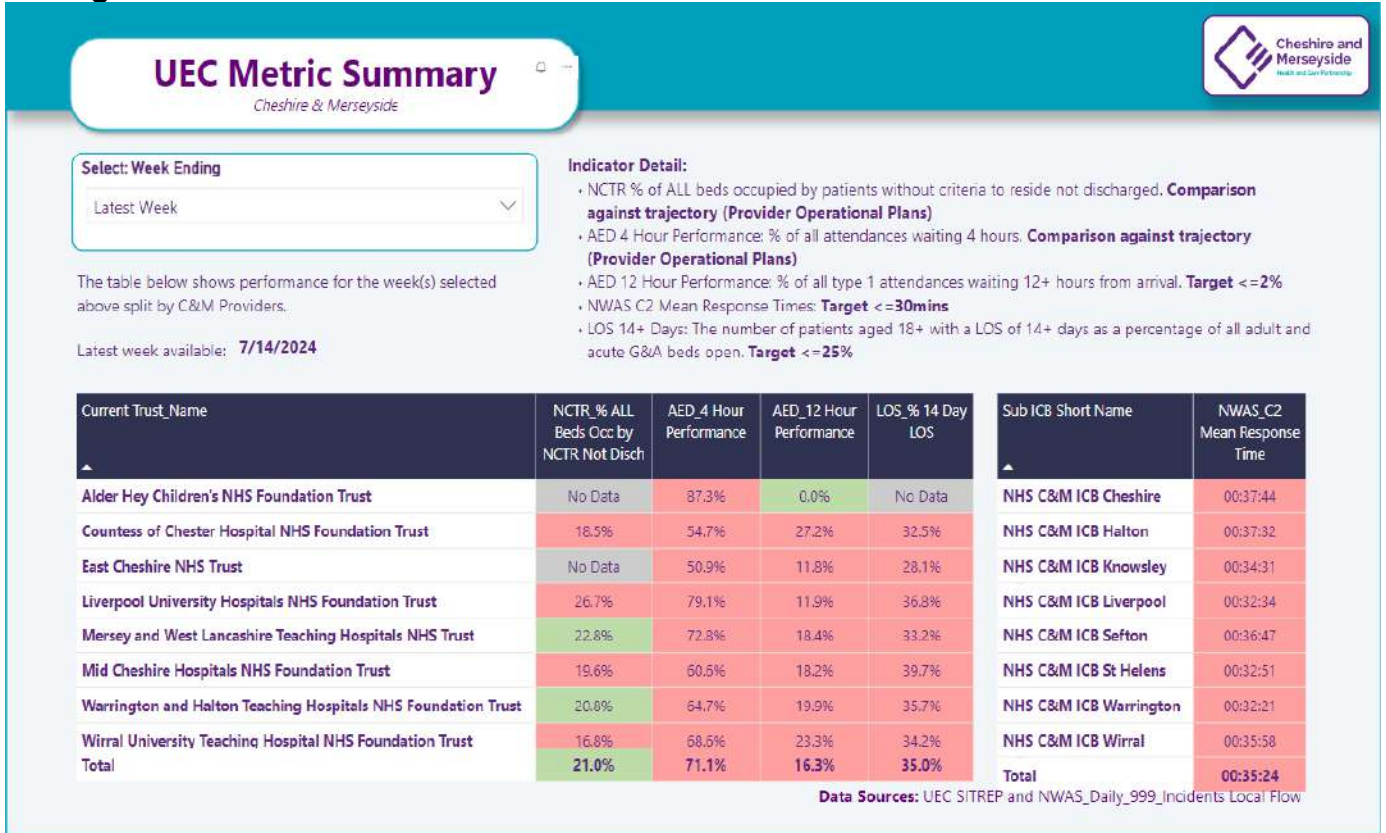 UEC Metric Summary
Cheshire & Merseyside
Cheshire and
Merseyside
Health and Care Partnership
Select: Week Ending
Latest Week
The table below shows performance for the week(s) selected
above split by C&M Providers.
Latest week available: 7/14/2024
Indicator Detail:
• NCTR % of ALL beds occupied by patients without criteria to reside not discharged. Comparison
against trajectory (Provider Operational Plans)
• AED 4 Hour Performance: % of all attendances waiting 4 hours. Comparison against trajectory
(Provider Operational Plans)
• AED 12 Hour Performance: % of all type 1 attendances waiting 12+ hours from arrival. Target <=2%
• NWAS C2 Mean Response Times: Target <=30mins
• LOS 14+ Days: The number of patients aged 18+ with a LOS of 14+ days as a percentage of all adult and
acute G&A beds open. Target <=25%
Current Trust_Name NCTR_% ALL Beds Occ by NCTR Not Disch AED_4 Hour Performance AED_12 Hour Performance LOS_% 14 Day LOS
Alder Hey Children's NHS Foundation Trust No Data 87.3% 0.0% No Data
Countess of Chester Hospital NHS Foundation Trust 18.5% 54.7% 27.2% 32.5%
East Cheshire NHS Trust No Data 50.9% 11.8% 28.1%
Liverpool University Hospitals NHS Foundation Trust 26.7% 79.1% 11.9% 36.8%
Mersey and West Lancashire Teaching Hospitals NHS Trust 22.8% 72.8% 18.4% 33.2%
Mid Cheshire Hospitals NHS Foundation Trust 19.6% 60.6% 18.2% 39.7%
Warrington and Halton Teaching Hospitals NHS Foundation Trust 20.8% 64.7% 19.9% 35.7%
Wirral University Teaching Hospital NHS Foundation Trust 16.8% 68.6% 23.3% 34.2%
Total 21.0% 71.1% 16.3% 35.0%
Sub ICB Short Name NWAS_C2 Mean Response Time
NHS C&M ICB Cheshire 00:37:44
NHS C&M ICB Halton 00:37:32
NHS C&M ICB Knowsley 00:34:31
NHS C&M ICB Liverpool 00:32:34
NHS C&M ICB Sefton 00:36:47
NHS C&M ICB St Helens 00:32:51
NHS C&M ICB Warrington 00:32:21
NHS C&M ICB Wirral 00:35:58
Total 00:35:24
Data Sources: UEC SITREP and NWAS_Daily_999_Incidents Local Flow